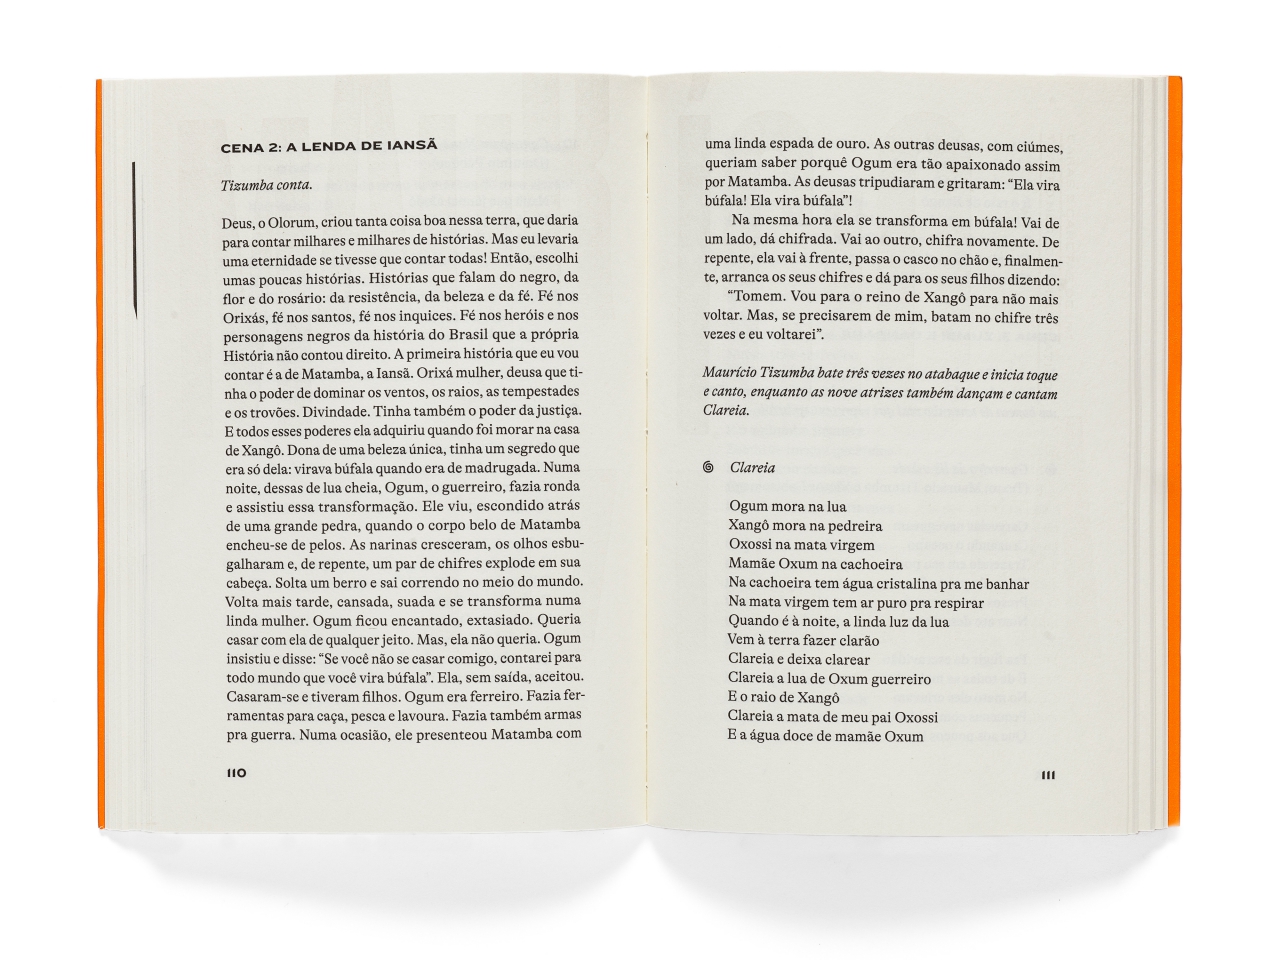 CENA 2: A LENDA DE IANSÃ
Tizumba conta.
Deus, o Olorum, criou tanta coisa boa nessa terra, que daria
para contar milhares e milhares de histórias. Mas eu levaria
uma eternidade se tivesse que contar todas! Então, escolhi
umas poucas histórias. Histórias que falam do negro, da
flor e do rosário: da resistência, da beleza e da fé. Fé nos
Orixás, fé nos santos, fé nos inquices. Fé nos heróis e nos
personagens negros da história do Brasil que a própria
História não contou direito. A primeira história que eu vou
contar é a de Matamba, a Iansã. Orixá mulher, deusa que ti-
nha o poder de dominar os ventos, os raios, as tempestades
e os trovões. Divindade. Tinha também o poder da justiça.
E todos esses poderes ela adquiriu quando foi morar na casa
de Xangô. Dona de uma beleza única, tinha um segredo que
era só dela: virava búfala quando era de madrugada. Numa
noite, dessas de lua cheia, Ogum, o guerreiro, fazia ronda
e assistiu essa transformação. Ele viu, escondido atrás
de uma grande pedra, quando o corpo belo de Matamba
encheu-se de pelos. As narinas cresceram, os olhos esbu-
galharam e, de repente, um par de chifres explode em sua
cabeça. Solta um berro e sai correndo no meio do mundo.
Volta mais tarde, cansada, suada e se transforma numa
linda mulher. Ogum ficou encantado, extasiado. Queria
casar com ela de qualquer jeito. Mas, ela não queria. Ogum
insistiu e disse: “Se você não se casar comigo, contarei para
todo mundo que você vira búfala”. Ela, sem saída, aceitou.
Casaram-se e tiveram filhos. Ogum era ferreiro. Fazia fer-
ramentas para caça, pesca e lavoura. Fazia também armas
pra guerra. Numa ocasião, ele presenteou Matamba com
110
uma linda espada de ouro. As outras deusas, com ciúmes,
queriam saber porquê Ogum era tão apaixonado assim
por Matamba. As deusas tripudiaram e gritaram: “Ela vira
búfala! Ela vira búfala”!
Na mesma hora ela se transforma em búfala! Vai de
um lado, dá chifrada. Vai ao outro, chifra novamente. De
repente, ela vai à frente, passa o casco no chão e, finalmen-
te, arranca os seus chifres e dá para os seus filhos dizendo:
“Tomem. Vou para o reino de Xangô para não mais
voltar. Mas, se precisarem de mim, batam no chifre três
vezes e eu voltarei”.
Maurício Tizumba bate três vezes no atabaque e inicia toque
e canto, enquanto as nove atrizes também dançam e cantam
Clareia.
Clareia
Ogum mora na lua
Xangô mora na pedreira
Oxossi na mata virgem
Mamãe Oxum na cachoeira
Na cachoeira tem água cristalina pra me banhar
Na mata virgem tem ar puro pra respirar
Quando é à noite, a linda luz da lua
Vem à terra fazer clarão
Clareia e deixa clarear
Clareia a lua de Oxum guerreiro
E o raio de Xangô
Clareia a mata de meu pai Oxossi
E a água doce de mamãe Oxum
111